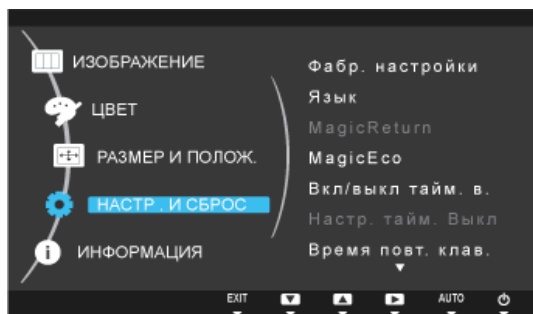 ИЗОБРАЖЕНИЕ
ЦВЕТ
РАЗМЕР И ПОЛОЖ.
НАСТР . И СБРОС
ИНФОРМАЦИЯ
Фабр. настройки
Язык
MagicReturn
MagicEco
Вкл/выкл тайм. в.
Настр. тайм. Выкл
Время повт. клав.
EXIT
AUTO